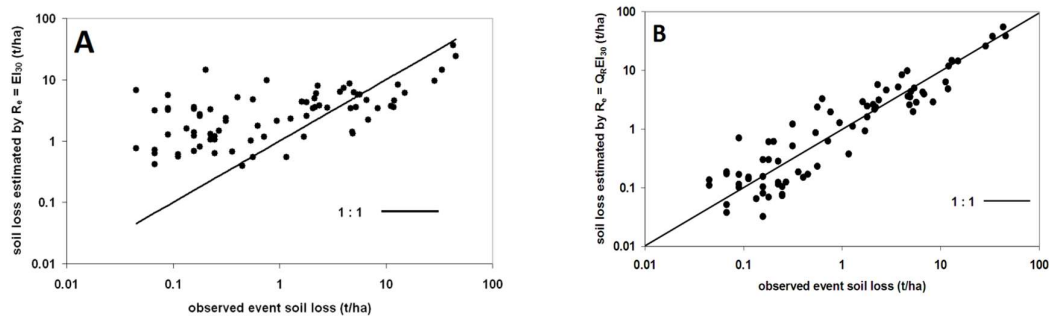 A
soil loss estimated by Re = EI30 (t/ha)
100
10
1
0.1
0.01
1 : 1
0.01 0.1 1 10 100
observed event soil loss (t/ha)
B
soil loss estimated by Re = QREI30 (t/ha)
100
10
1
0.1
0.01
1 : 1
0.01 0.1 1 10 100
observed event soil loss (t/ha)